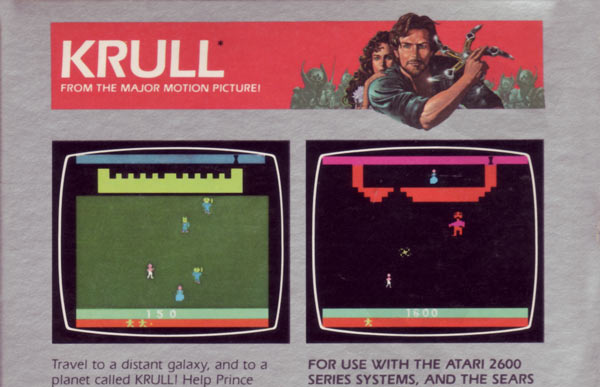 KRULL*
FROM THE MAJOR MOTION PICTURE!
150
1600
Travel to a distant galaxy, and to a
planet called KRULL! Help Prince
FOR USE WITH THE ATARI 2600
SERIES SYSTEMS, AND THE SEARS